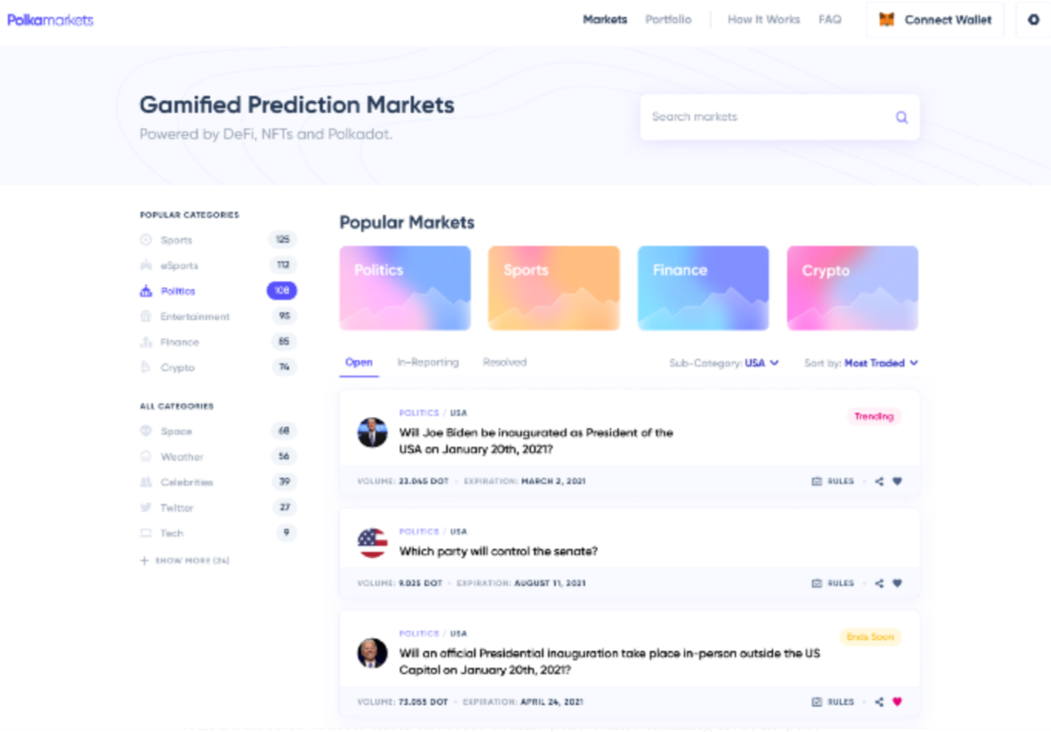 Polkamarkets
Markets Portfolio How It Works FAQ Connect Wallet
Gamified Prediction Markets
Powered by DeFi, NFTs and Polkadot.
Search markets
POPULAR CATEGORIES
Sports 125
eSports 112
Politics 108
Entertainment 95
Finance 85
Crypto 74
ALL CATEGORIES
Space 68
Weather 56
Celebrities 39
Twitter 27
Tech 9
+ SHOW MORE (24)
Popular Markets
Politics Sports Finance Crypto
Open In-Reporting Resolved Sub-Category: USA Sort by: Most Traded
POLITICS / USA Trending
Will Joe Biden be inaugurated as President of the
USA on January 20th, 2021?
VOLUME: 23.045 DOT · EXPIRATION: MARCH 2, 2021 RULES
POLITICS / USA
Which party will control the senate?
VOLUME: 9.025 DOT · EXPIRATION: AUGUST 11, 2021 RULES
POLITICS / USA Ends Soon
Will an official Presidential inauguration take place in-person outside the US
Capitol on January 20th, 2021?
VOLUME: 73.055 DOT · EXPIRATION: APRIL 24, 2021 RULES